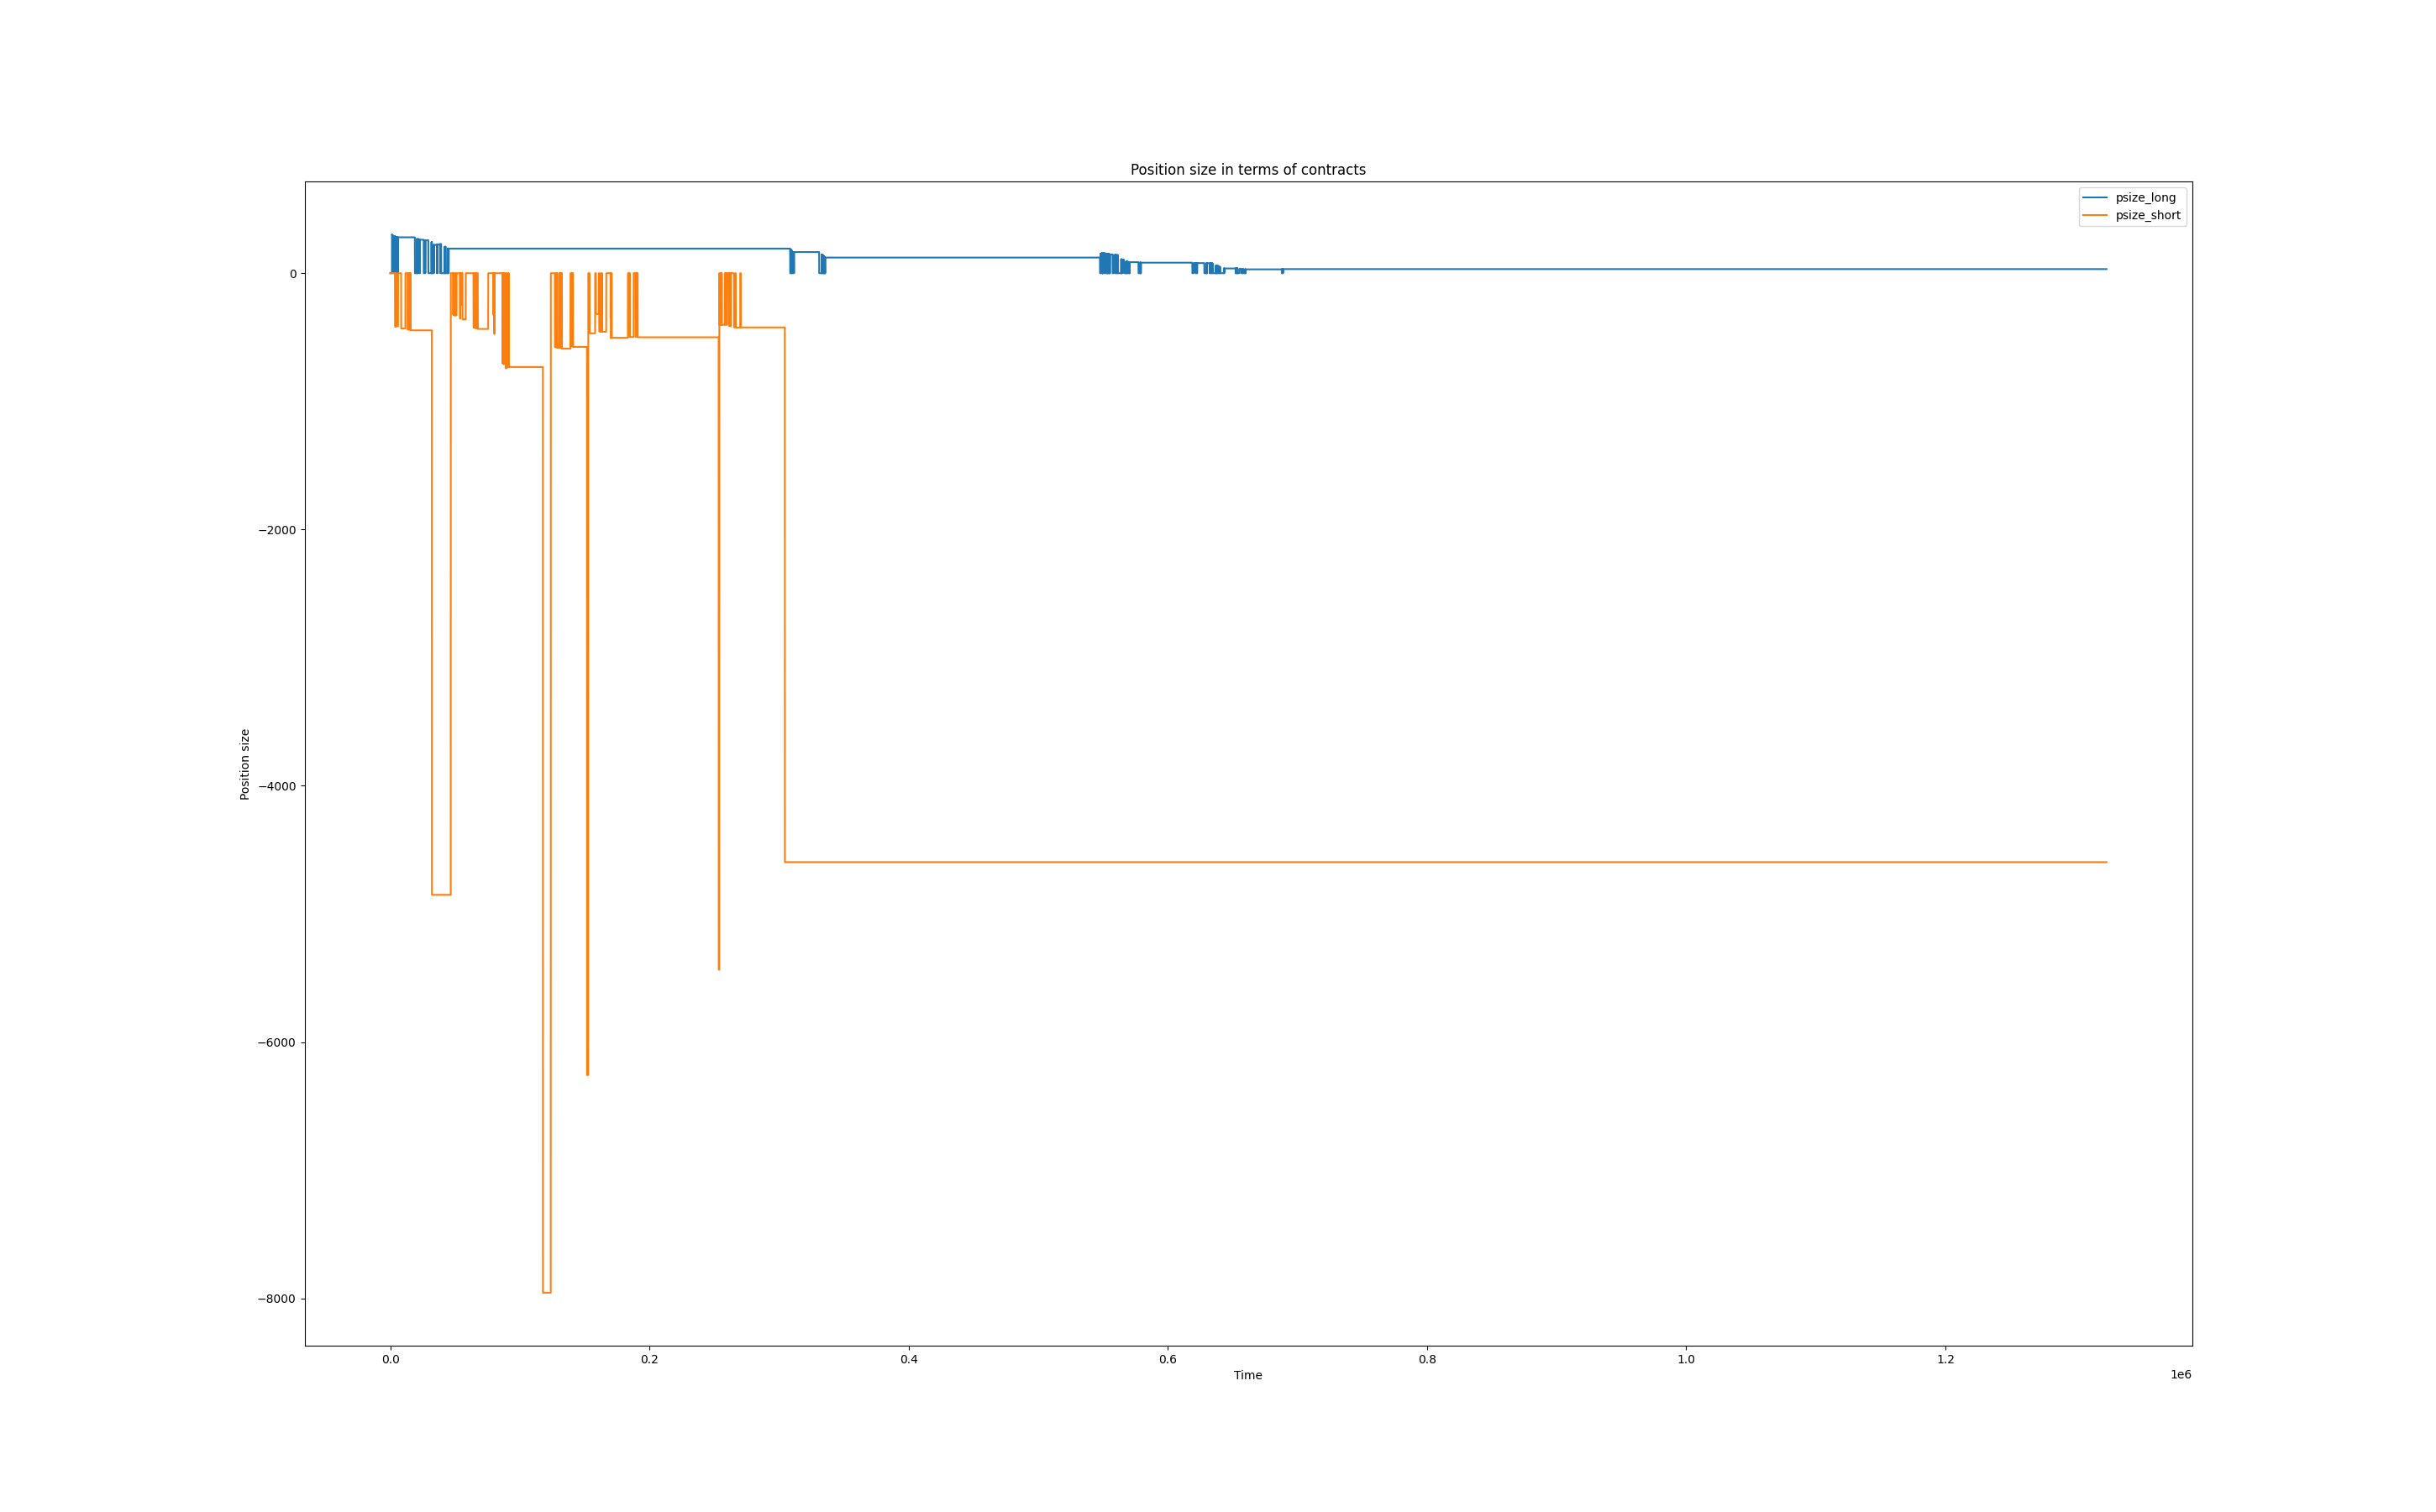 Position size in terms of contracts
psize_long
psize_short
0
−2000
−4000
−6000
−8000
Position size
0.0 0.2 0.4 0.6 0.8 1.0 1.2
Time
1e6